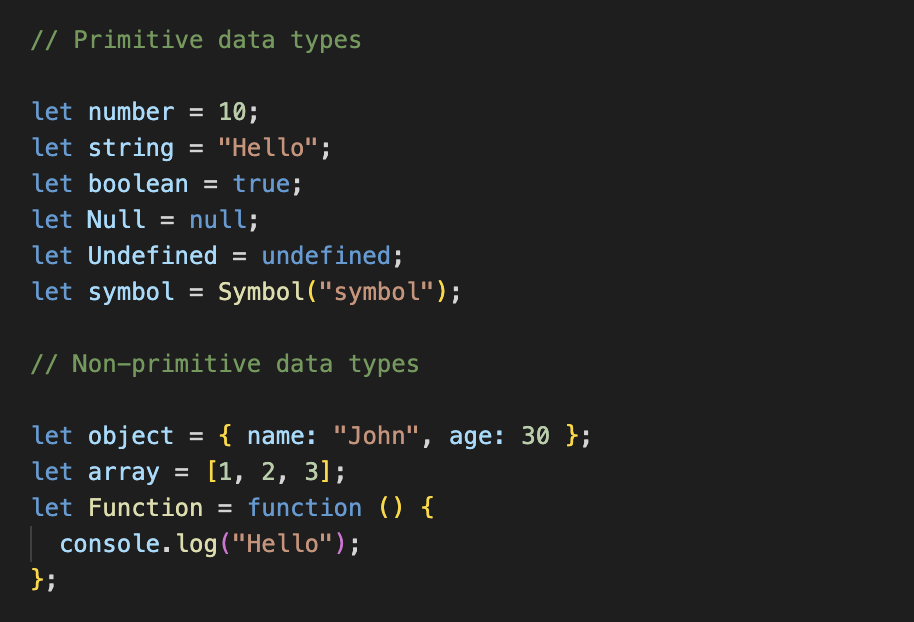 // Primitive data types
let number = 10;
let string = "Hello";
let boolean = true;
let Null = null;
let Undefined = undefined;
let symbol = Symbol("symbol");
// Non-primitive data types
let object = { name: "John", age: 30 };
let array = [1, 2, 3];
let Function = function () {
  console.log("Hello");
};